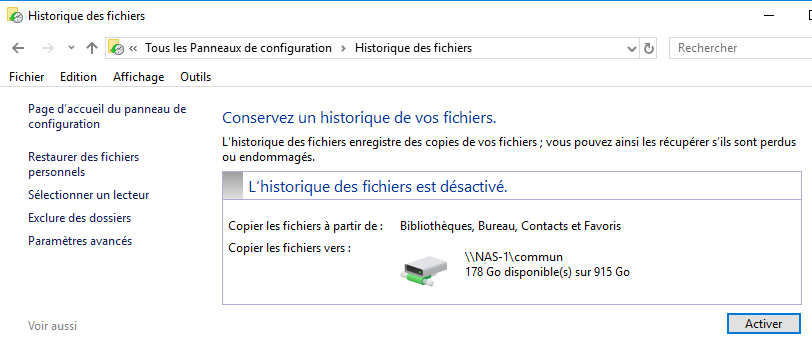 Historique des fichiers
Tous les Panneaux de configuration > Historique des fichiers
Rechercher
Fichier Edition Affichage Outils
Page d'accueil du panneau de
configuration
Restaurer des fichiers
personnels
Sélectionner un lecteur
Exclure des dossiers
Paramètres avancés
Voir aussi
Conservez un historique de vos fichiers.
L'historique des fichiers enregistre des copies de vos fichiers ; vous pouvez ainsi les récupérer s'ils sont perdus
ou endommagés.
L'historique des fichiers est désactivé.
Copier les fichiers à partir de : Bibliothèques, Bureau, Contacts et Favoris
Copier les fichiers vers :
\\NAS-1\commun
178 Go disponible(s) sur 915 Go
Activer